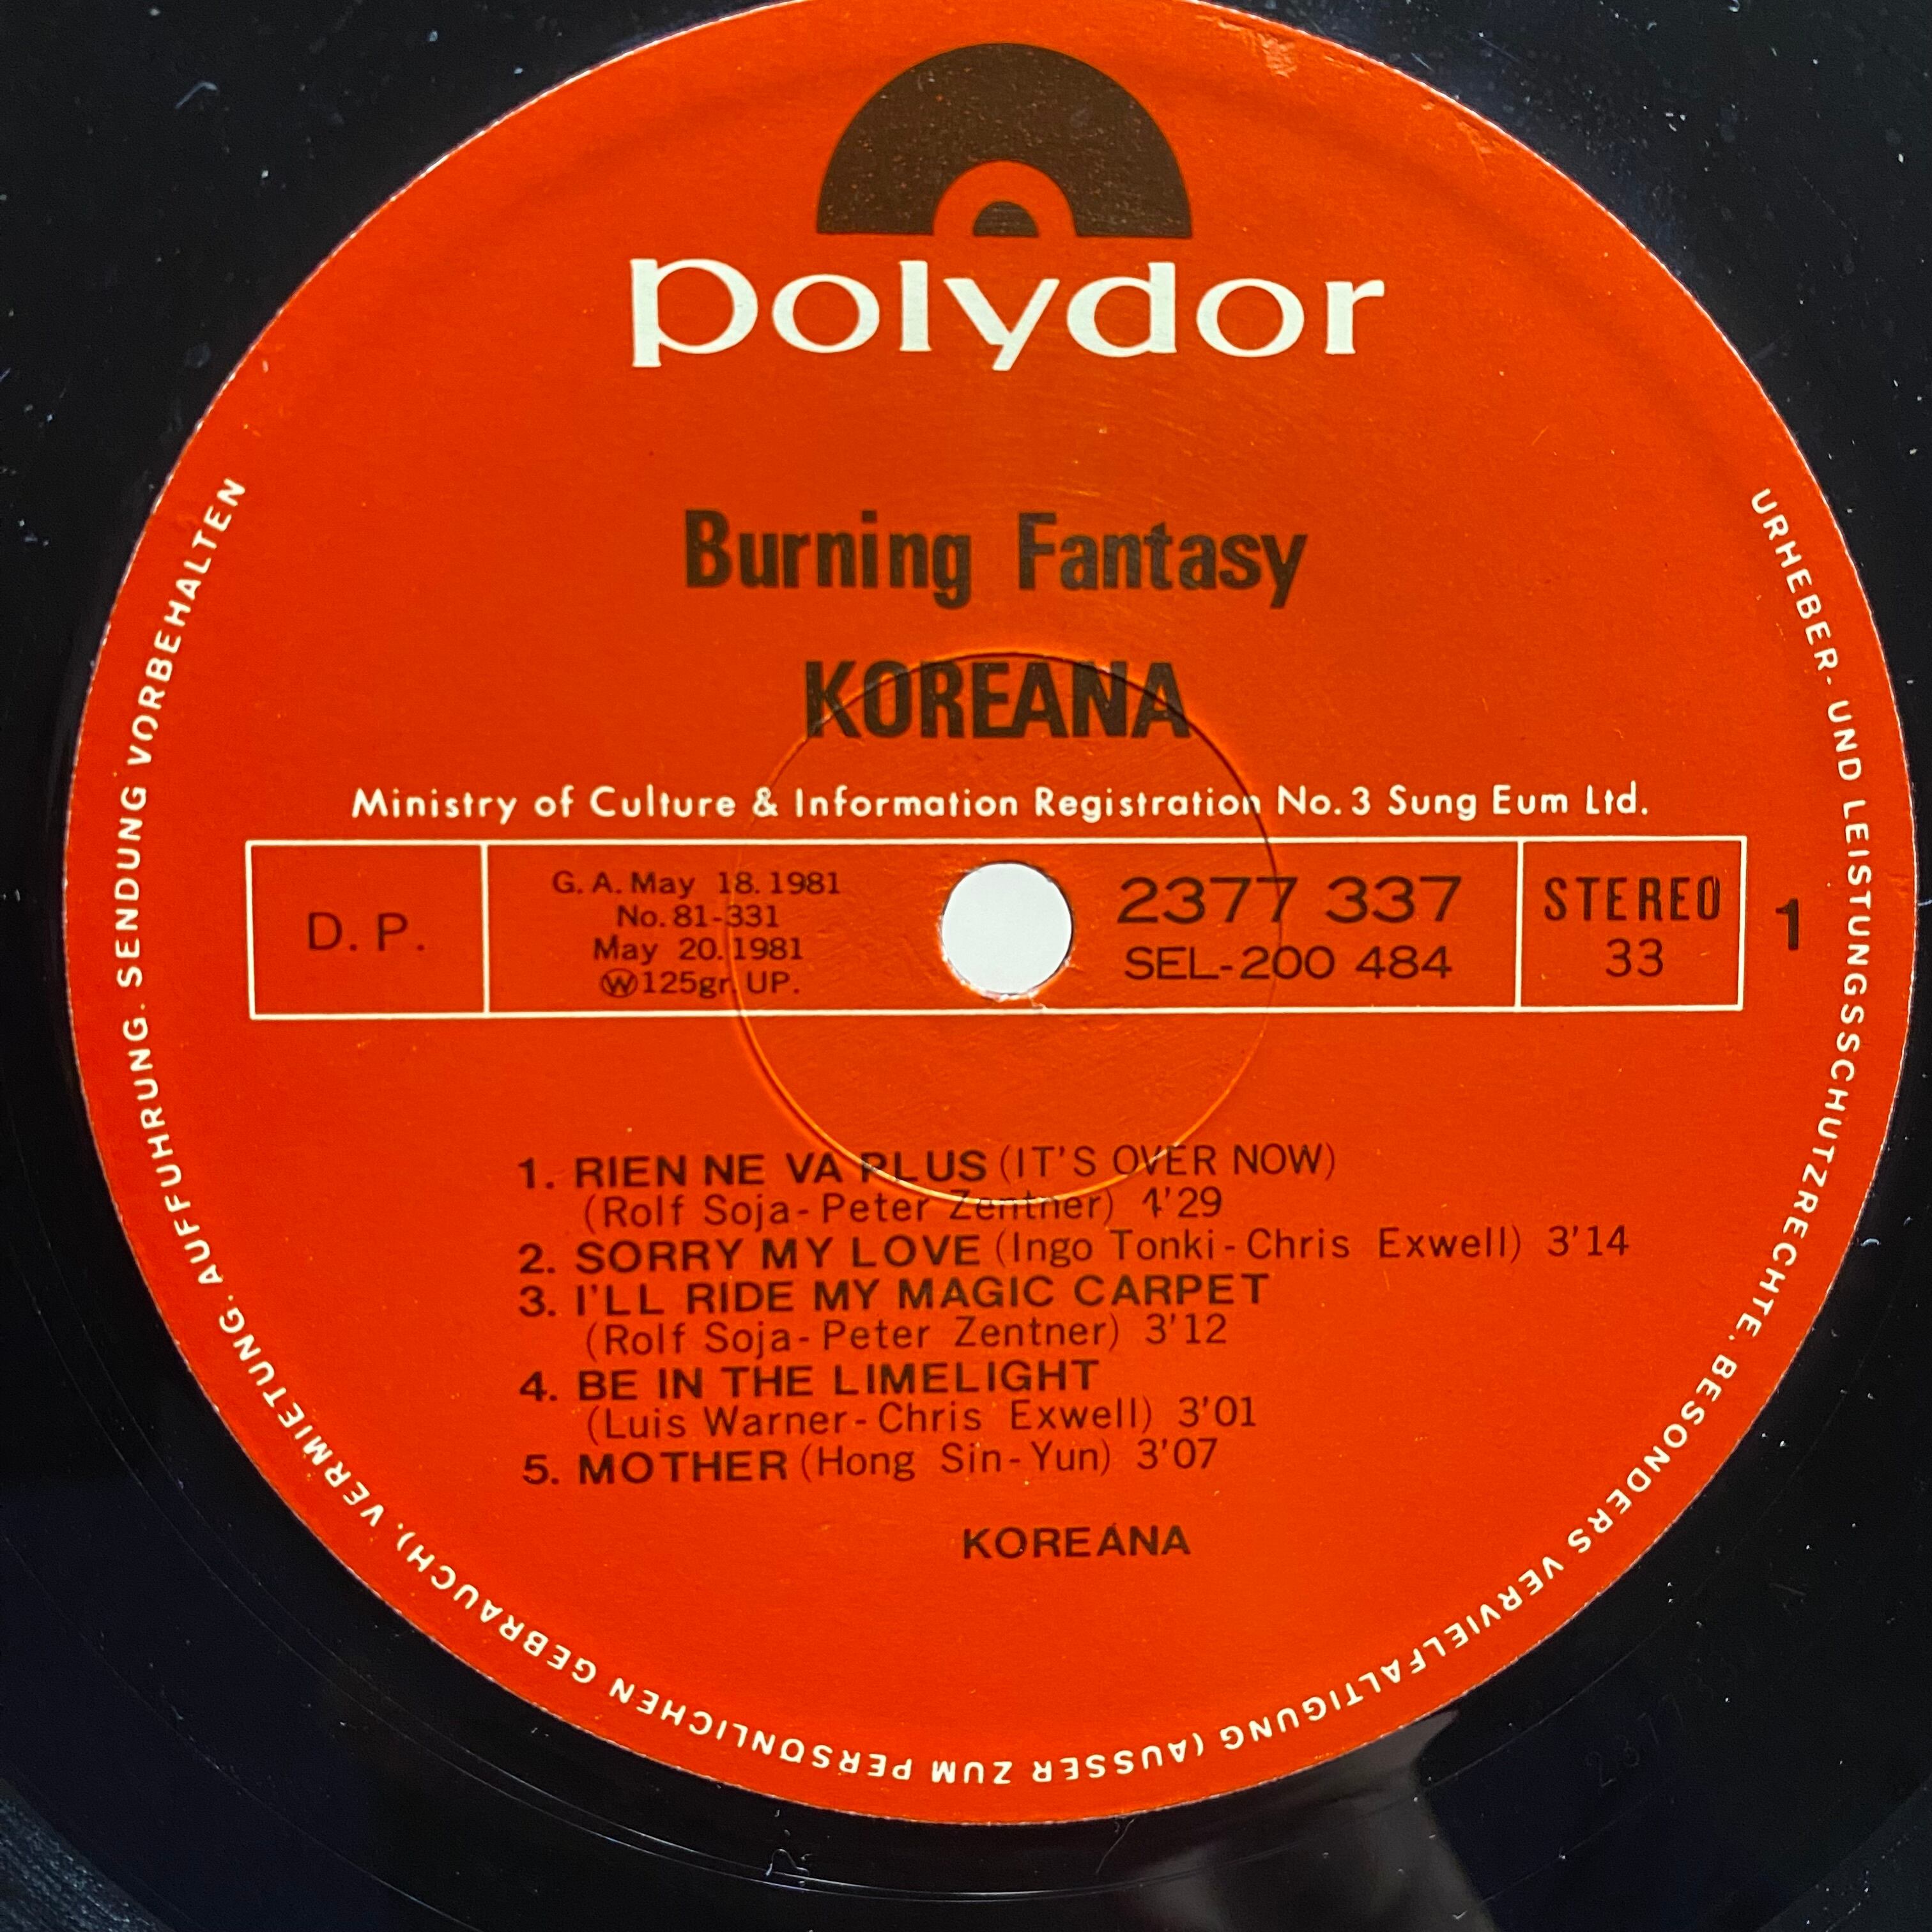 polydor
Burning Fantasy
KOREANA
Ministry of Culture & Information Registration No. 3 Sung Eum Ltd.
D. P.
G. A. May 18. 1981
No. 81-331
May 20. 1981
Ⓦ125gr. UP.
2377 337
SEL-200 484
STEREO
33
1
1. RIEN NE VA PLUS (IT'S OVER NOW)
(Rolf Soja-Peter Zentner) 4'29
2. SORRY MY LOVE (Ingo Tonki-Chris Exwell) 3'14
3. I'LL RIDE MY MAGIC CARPET
(Rolf Soja-Peter Zentner) 3'12
4. BE IN THE LIMELIGHT
(Luis Warner-Chris Exwell) 3'01
5. MOTHER (Hong Sin-Yun) 3'07
KOREANA
URHEBER- UND LEISTUNGSSCHUTZRECHTE. BESONDERS VERVIELFALTIGUNG (AUSSER ZUM PERSÖNLICHEN GEBRAUCH), VERMIETUNG. AUFFUHRUNG. SENDUNG VORBEHALTEN